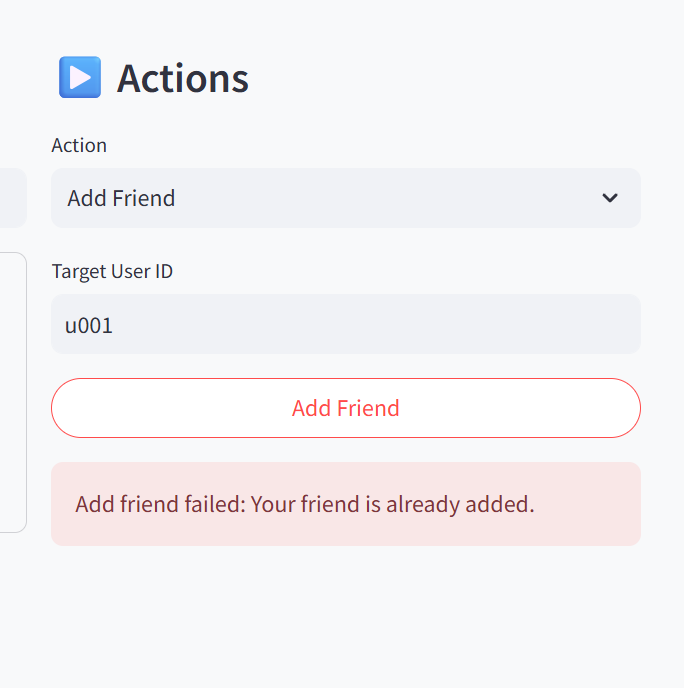 Actions
Action
Add Friend
Target User ID
u001
Add Friend
Add friend failed: Your friend is already added.